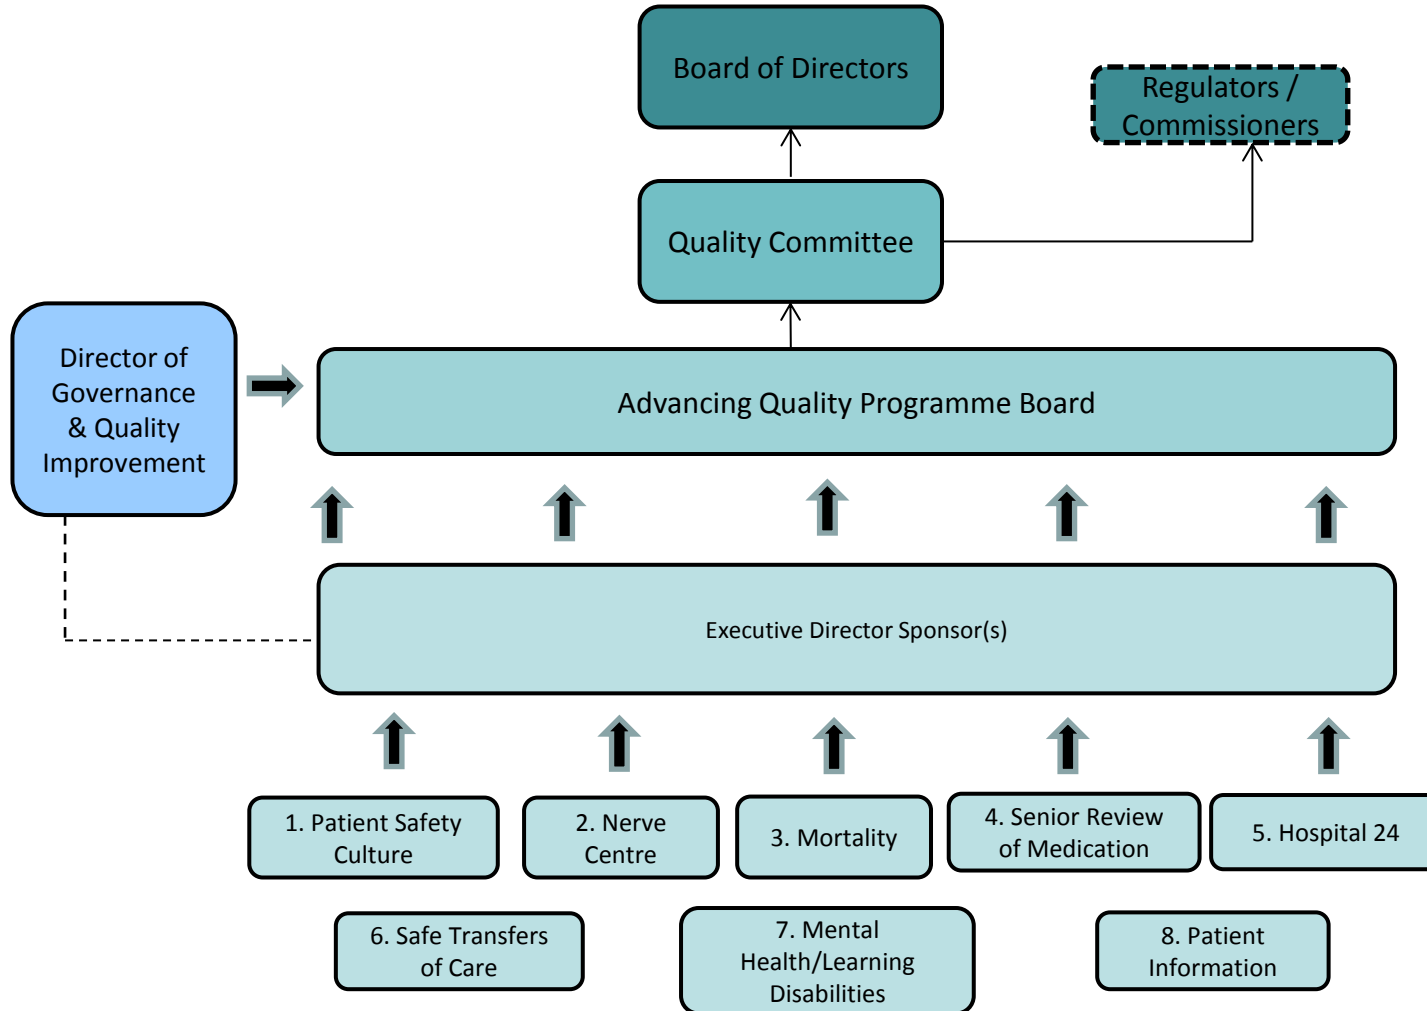 Board of Directors
Regulators /
Commissioners
Quality Committee
Director of
Governance
& Quality
Improvement
Advancing Quality Programme Board
Executive Director Sponsor(s)
1. Patient Safety
Culture
2. Nerve
Centre
3. Mortality
4. Senior Review
of Medication
5. Hospital 24
6. Safe Transfers
of Care
7. Mental
Health/Learning
Disabilities
8. Patient
Information